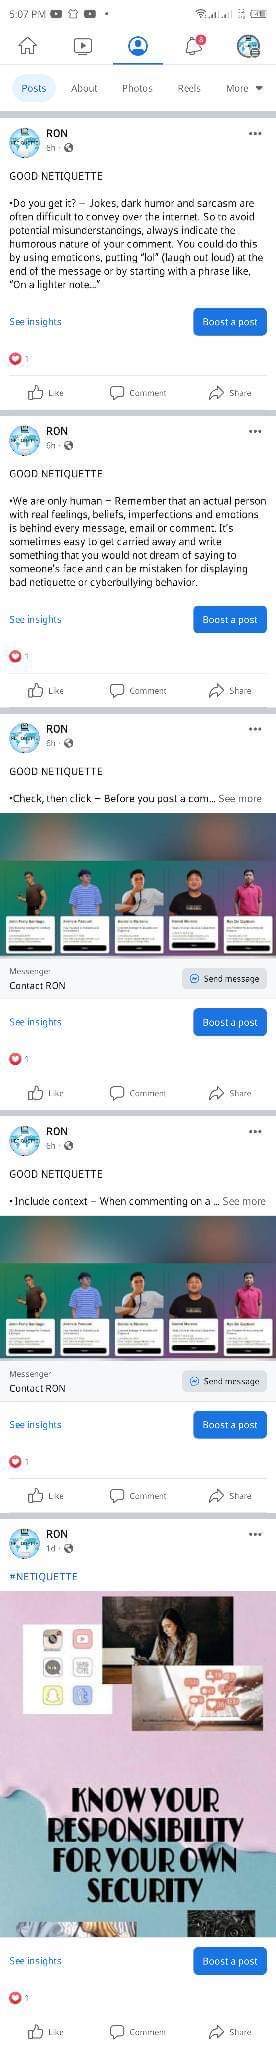 5:07 PM
8
Posts About Photos Reels More
RON
6h
GOOD NETIQUETTE
•Do you get it? – Jokes, dark humor and sarcasm are
often difficult to convey over the internet. So to avoid
potential misunderstandings, always indicate the
humorous nature of your comment. You could do this
by using emoticons, putting "lol" (laugh out loud) at the
end of the message or by starting with a phrase like,
"On a lighter note..."
See insights Boost a post
1
Like Comment Share
RON
6h
GOOD NETIQUETTE
•We are only human – Remember that an actual person
with real feelings, beliefs, imperfections and emotions
is behind every message, email or comment. It's
sometimes easy to get carried away and write
something that you would not dream of saying to
someone's face and can be mistaken for displaying
bad netiquette or cyberbullying behavior.
See insights Boost a post
1
Like Comment Share
RON
6h
GOOD NETIQUETTE
•Check, then click – Before you post a com... See more
Messenger
Contact RON
Send message
See insights Boost a post
1
Like Comment Share
RON
6h
GOOD NETIQUETTE
• Include context – When commenting on a ... See more
Messenger
Contact RON
Send message
See insights Boost a post
1
Like Comment Share
RON
1d
#NETIQUETTE
KNOW YOUR
RESPONSIBILITY
FOR YOUR OWN
SECURITY
See insights Boost a post
1
Like Comment Share